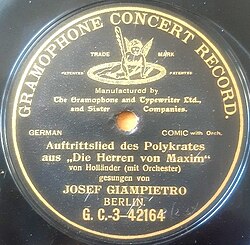 GRAMOPHONE CONCERT RECORD.
TRADE MARK
PATENTED PATENTED
Manufactured by
The Gramophone and Typewriter Ltd.,
and Sister Companies.
GERMAN COMIC with Orch.
Auftrittslied des Polykrates
aus „Die Herren von Maxim“
von Holländer (mit Orchester)
gesungen von
JOSEF GIAMPIETRO
BERLIN.
G. C.-3-42164